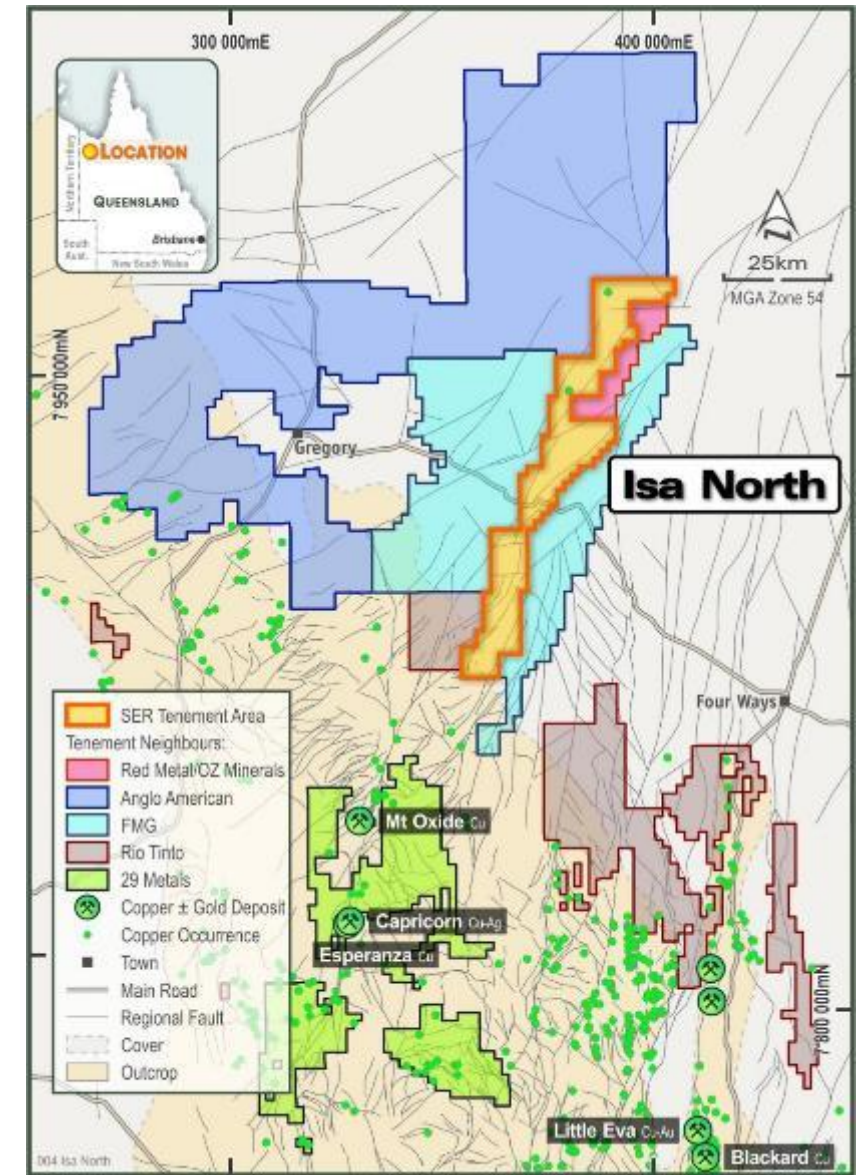 300 000mE
400 000mE
LOCATION
Northern Territory
QUEENSLAND
South
Aust.
Brisbane
New South Wales
25km
MGA Zone 54
7 950 000mN
Gregory
Isa North
Four Ways
SER Tenement Area
Tenement Neighbours:
Red Metal/OZ Minerals
Anglo American
FMG
Rio Tinto
29 Metals
Copper ± Gold Deposit
Copper Occurrence
Town
Main Road
Regional Fault
Cover
Outcrop
Mt Oxide Cu
Capricorn Cu-Ag
Esperanza Cu
7 800 000mN
Little Eva Cu-Au
Blackard Cu
004 Isa North